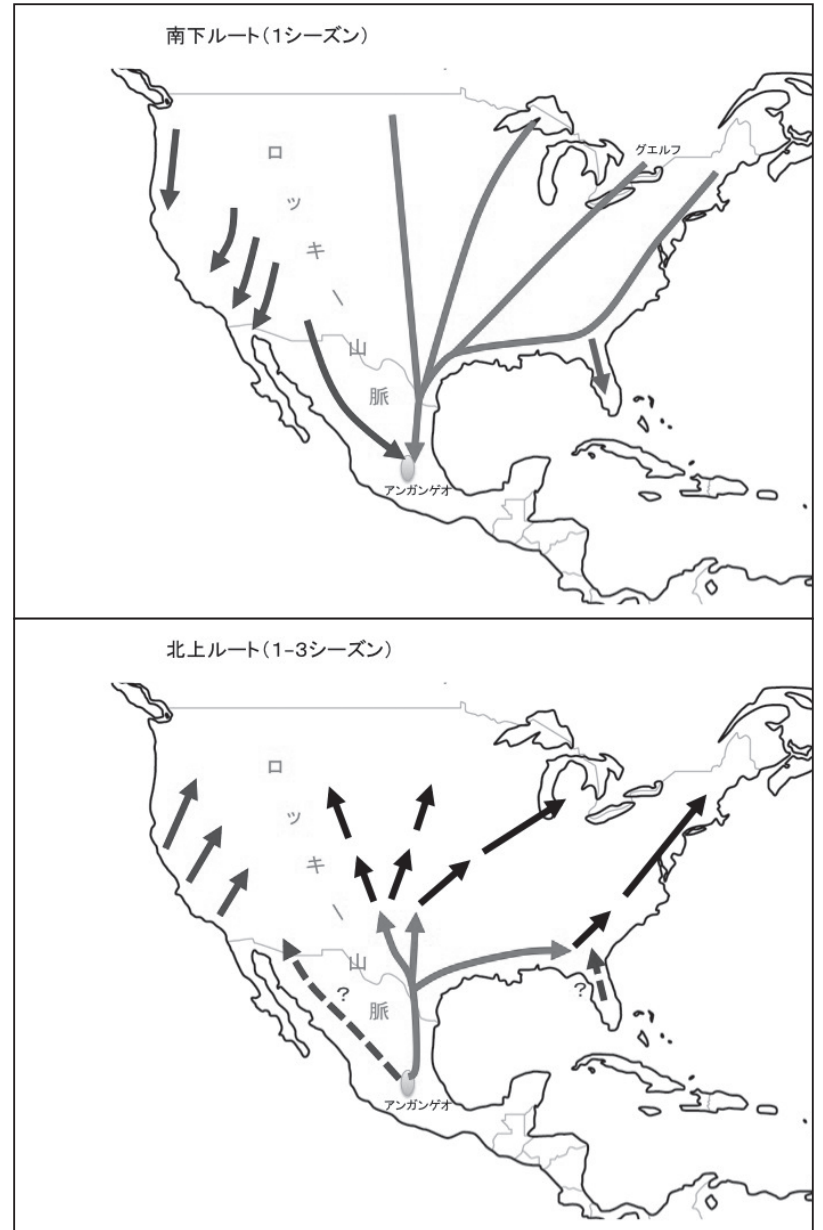 南下ルート（1シーズン）
グエルフ
ロッキー山脈
アンガンゲオ
北上ルート（1-3シーズン）
ロッキー山脈
?
?
アンガンゲオ